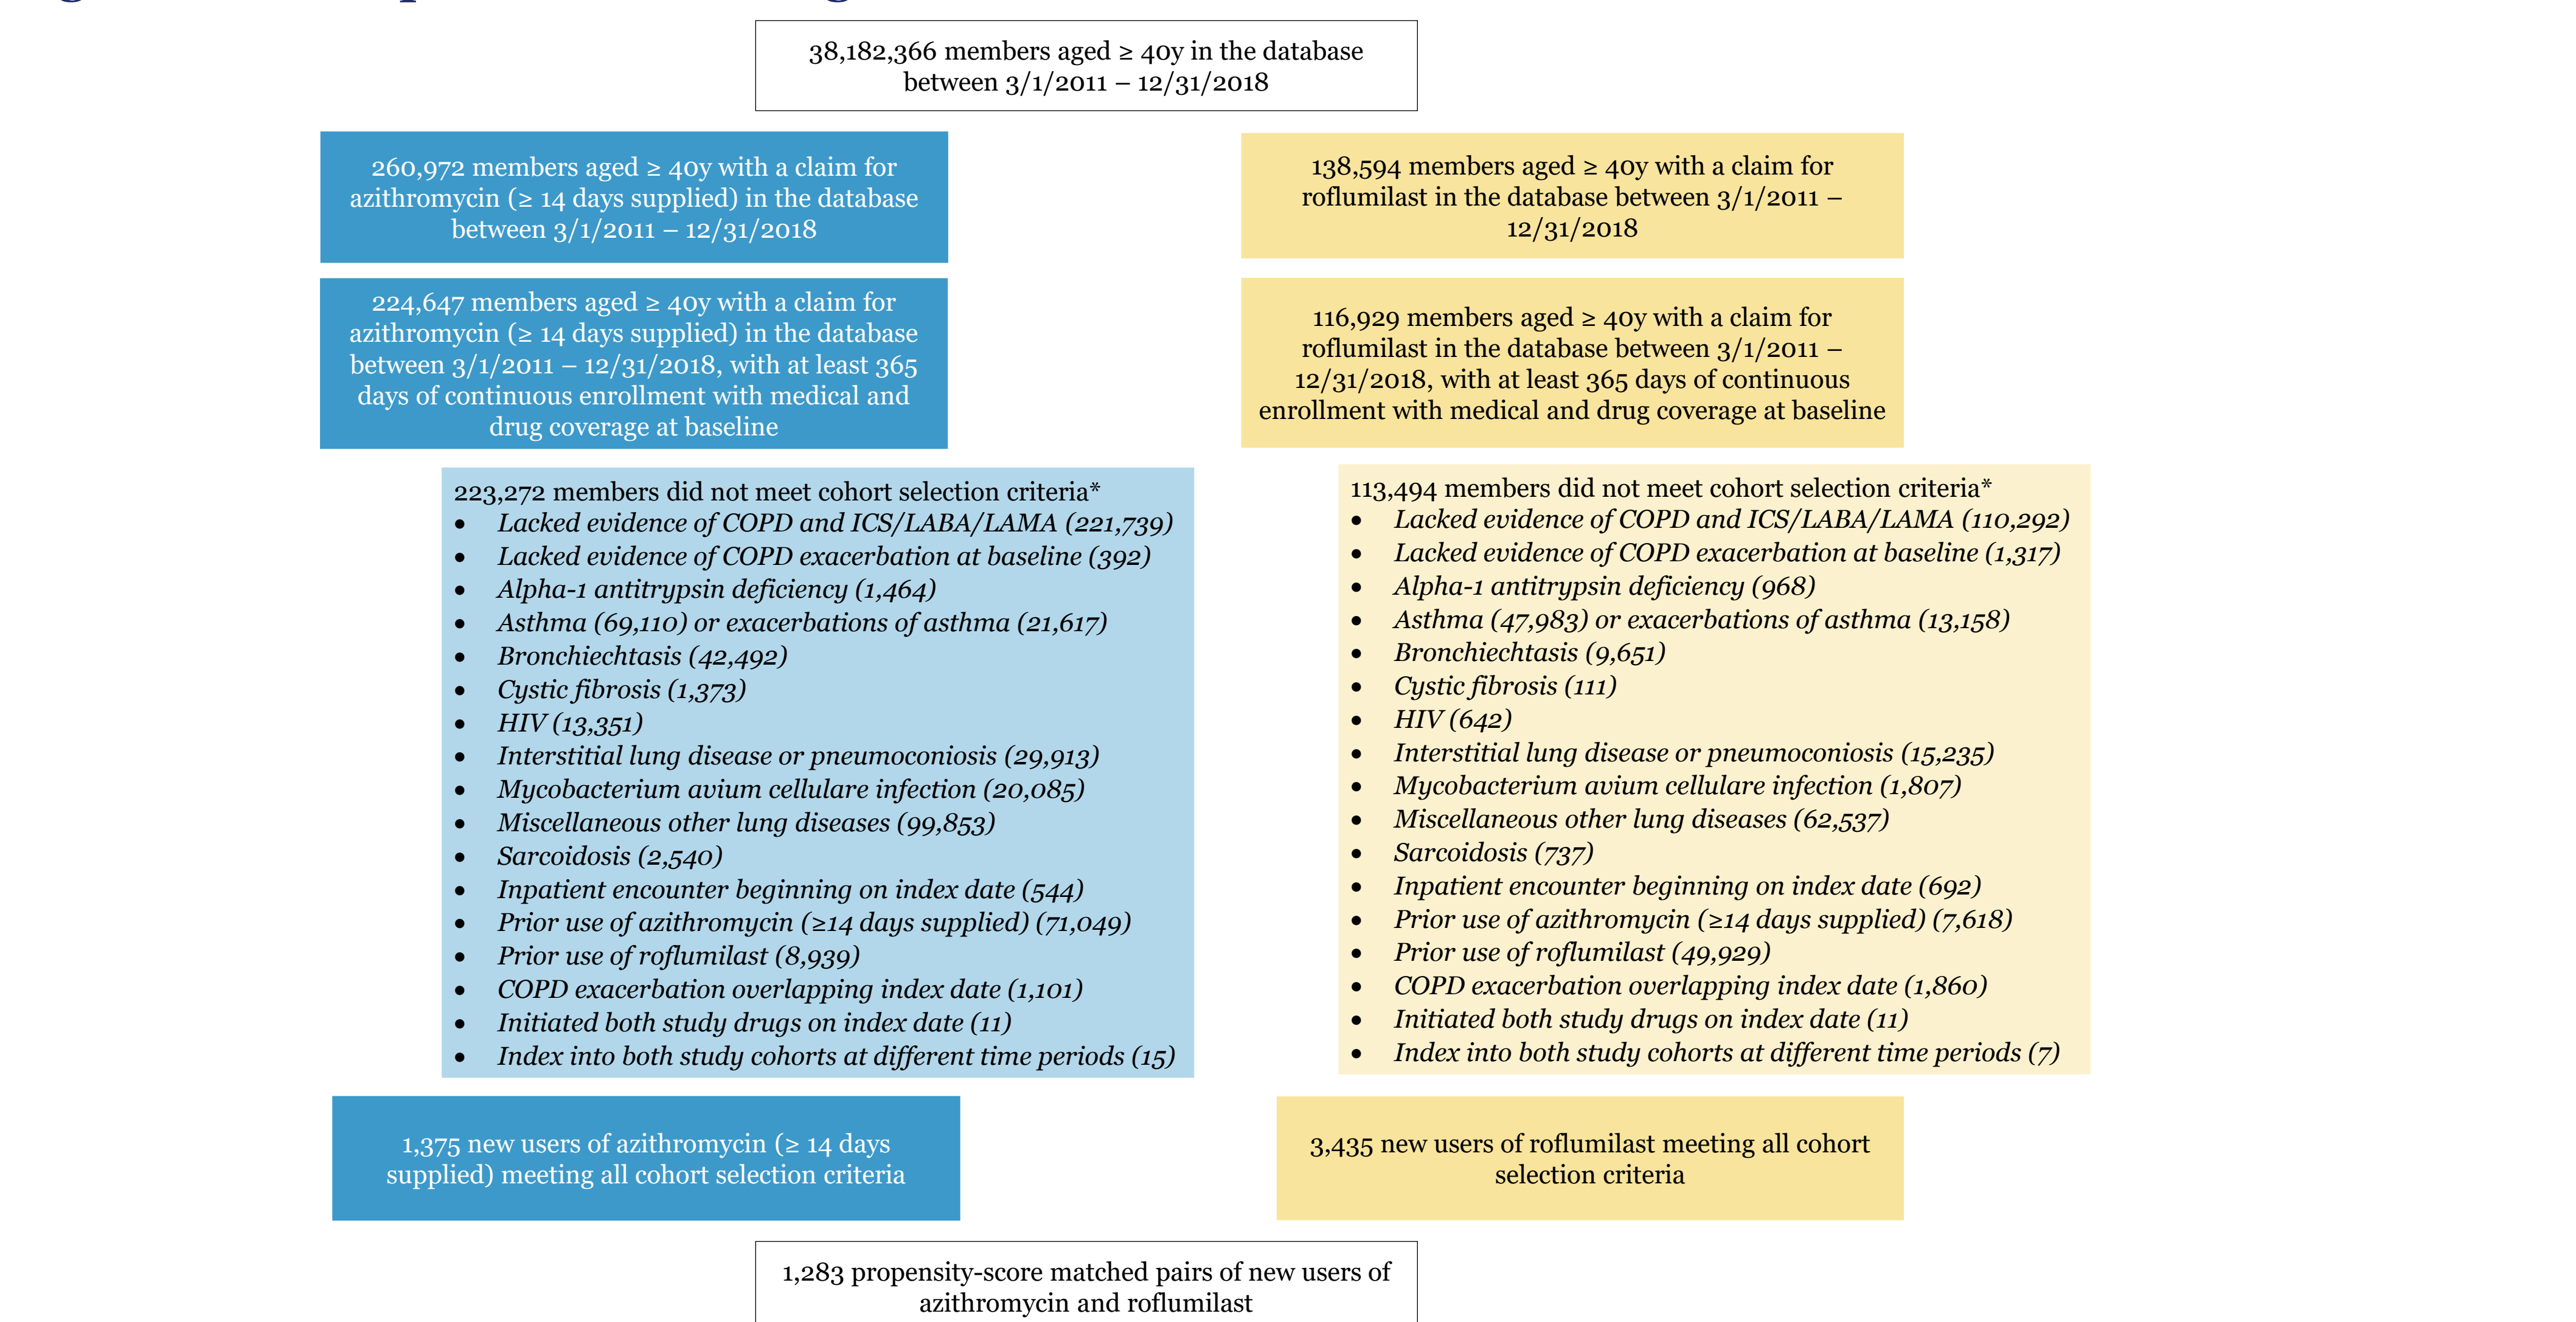 38,182,366 members aged ≥ 40y in the database
between 3/1/2011 – 12/31/2018
260,972 members aged ≥ 40y with a claim for
azithromycin (≥ 14 days supplied) in the database
between 3/1/2011 – 12/31/2018
138,594 members aged ≥ 40y with a claim for
roflumilast in the database between 3/1/2011 –
12/31/2018
224,647 members aged ≥ 40y with a claim for
azithromycin (≥ 14 days supplied) in the database
between 3/1/2011 – 12/31/2018, with at least 365
days of continuous enrollment with medical and
drug coverage at baseline
116,929 members aged ≥ 40y with a claim for
roflumilast in the database between 3/1/2011 –
12/31/2018, with at least 365 days of continuous
enrollment with medical and drug coverage at baseline
223,272 members did not meet cohort selection criteria*
• Lacked evidence of COPD and ICS/LABA/LAMA (221,739)
• Lacked evidence of COPD exacerbation at baseline (392)
• Alpha-1 antitrypsin deficiency (1,464)
• Asthma (69,110) or exacerbations of asthma (21,617)
• Bronchiechtasis (42,492)
• Cystic fibrosis (1,373)
• HIV (13,351)
• Interstitial lung disease or pneumoconiosis (29,913)
• Mycobacterium avium cellulare infection (20,085)
• Miscellaneous other lung diseases (99,853)
• Sarcoidosis (2,540)
• Inpatient encounter beginning on index date (544)
• Prior use of azithromycin (≥14 days supplied) (71,049)
• Prior use of roflumilast (8,939)
• COPD exacerbation overlapping index date (1,101)
• Initiated both study drugs on index date (11)
• Index into both study cohorts at different time periods (15)
113,494 members did not meet cohort selection criteria*
• Lacked evidence of COPD and ICS/LABA/LAMA (110,292)
• Lacked evidence of COPD exacerbation at baseline (1,317)
• Alpha-1 antitrypsin deficiency (968)
• Asthma (47,983) or exacerbations of asthma (13,158)
• Bronchiechtasis (9,651)
• Cystic fibrosis (111)
• HIV (642)
• Interstitial lung disease or pneumoconiosis (15,235)
• Mycobacterium avium cellulare infection (1,807)
• Miscellaneous other lung diseases (62,537)
• Sarcoidosis (737)
• Inpatient encounter beginning on index date (692)
• Prior use of azithromycin (≥14 days supplied) (7,618)
• Prior use of roflumilast (49,929)
• COPD exacerbation overlapping index date (1,860)
• Initiated both study drugs on index date (11)
• Index into both study cohorts at different time periods (7)
1,375 new users of azithromycin (≥ 14 days
supplied) meeting all cohort selection criteria
3,435 new users of roflumilast meeting all cohort
selection criteria
1,283 propensity-score matched pairs of new users of
azithromycin and roflumilast